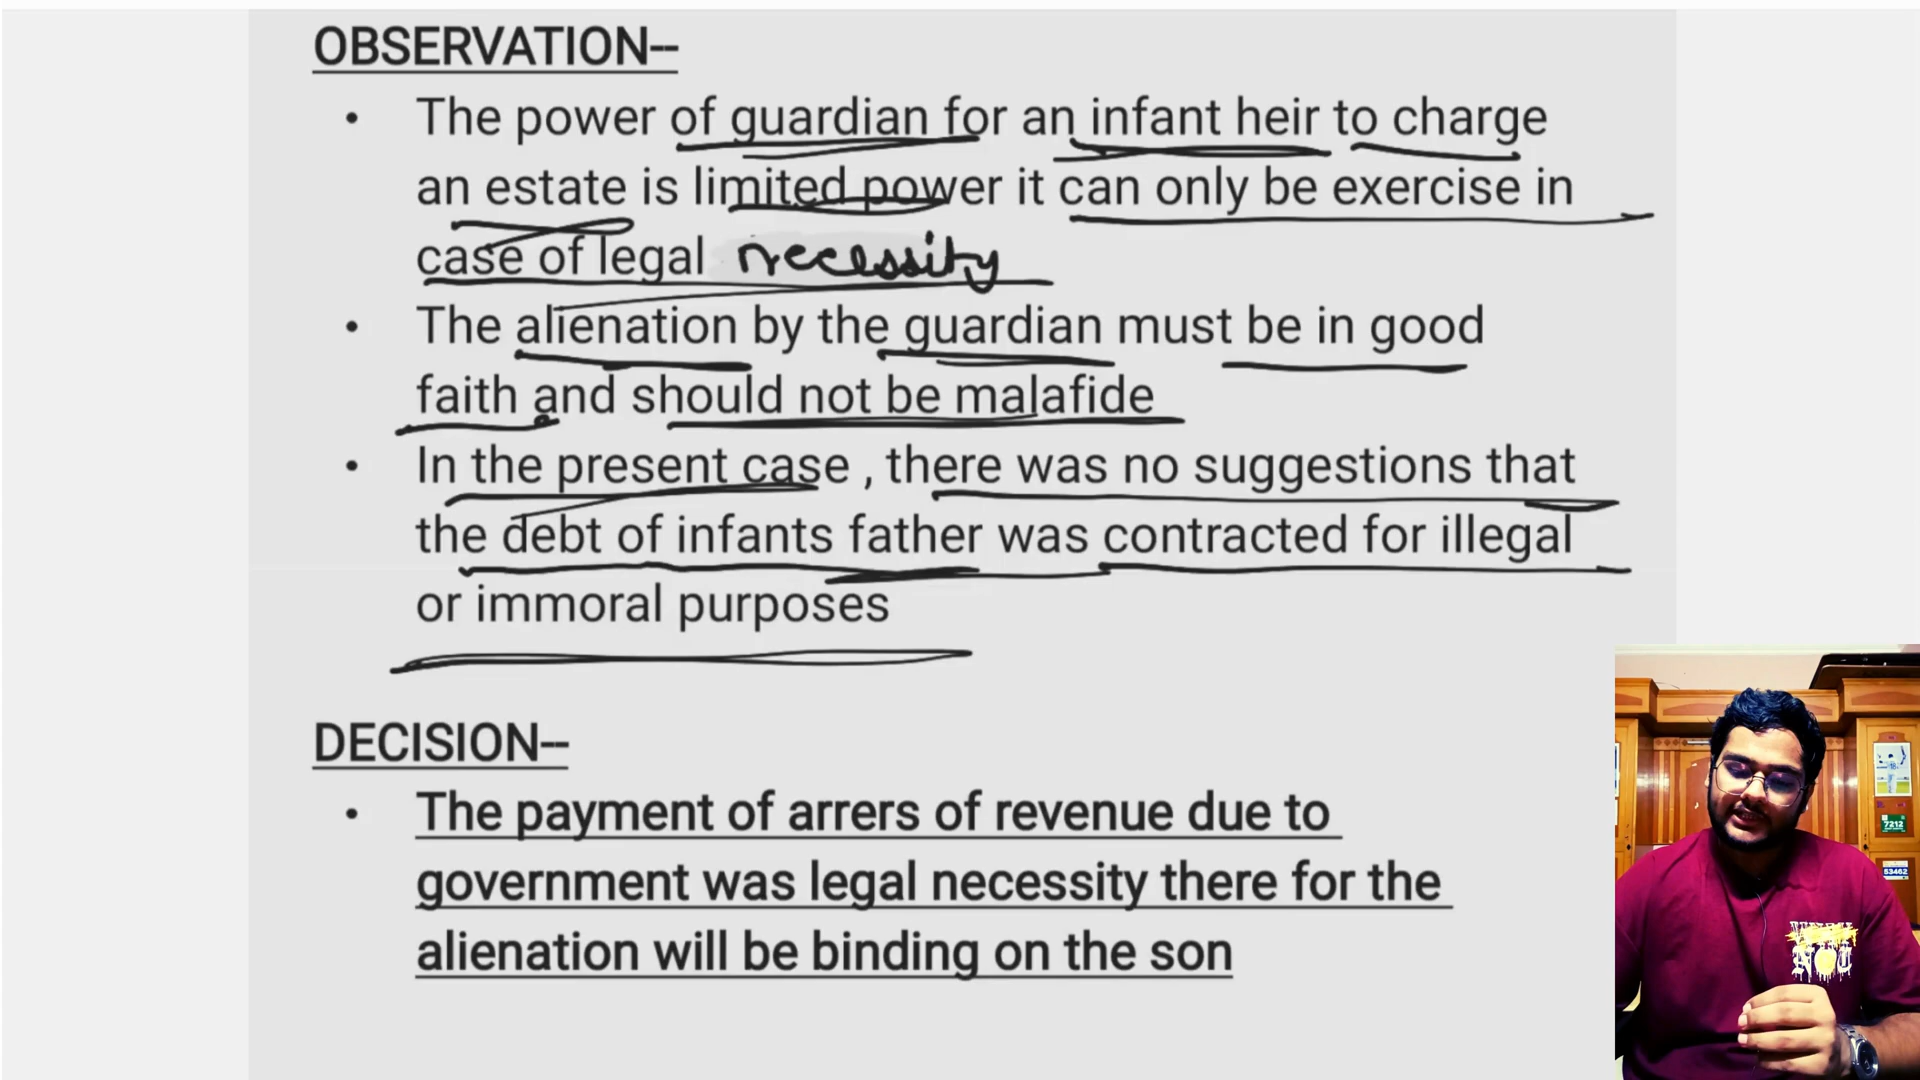 OBSERVATION--
• The power of guardian for an infant heir to charge
an estate is limited power it can only be exercise in
case of legal necessity
• The alienation by the guardian must be in good
faith and should not be malafide
• In the present case , there was no suggestions that
the debt of infants father was contracted for illegal
or immoral purposes
DECISION--
• The payment of arrers of revenue due to
government was legal necessity there for the
alienation will be binding on the son
7212
53462